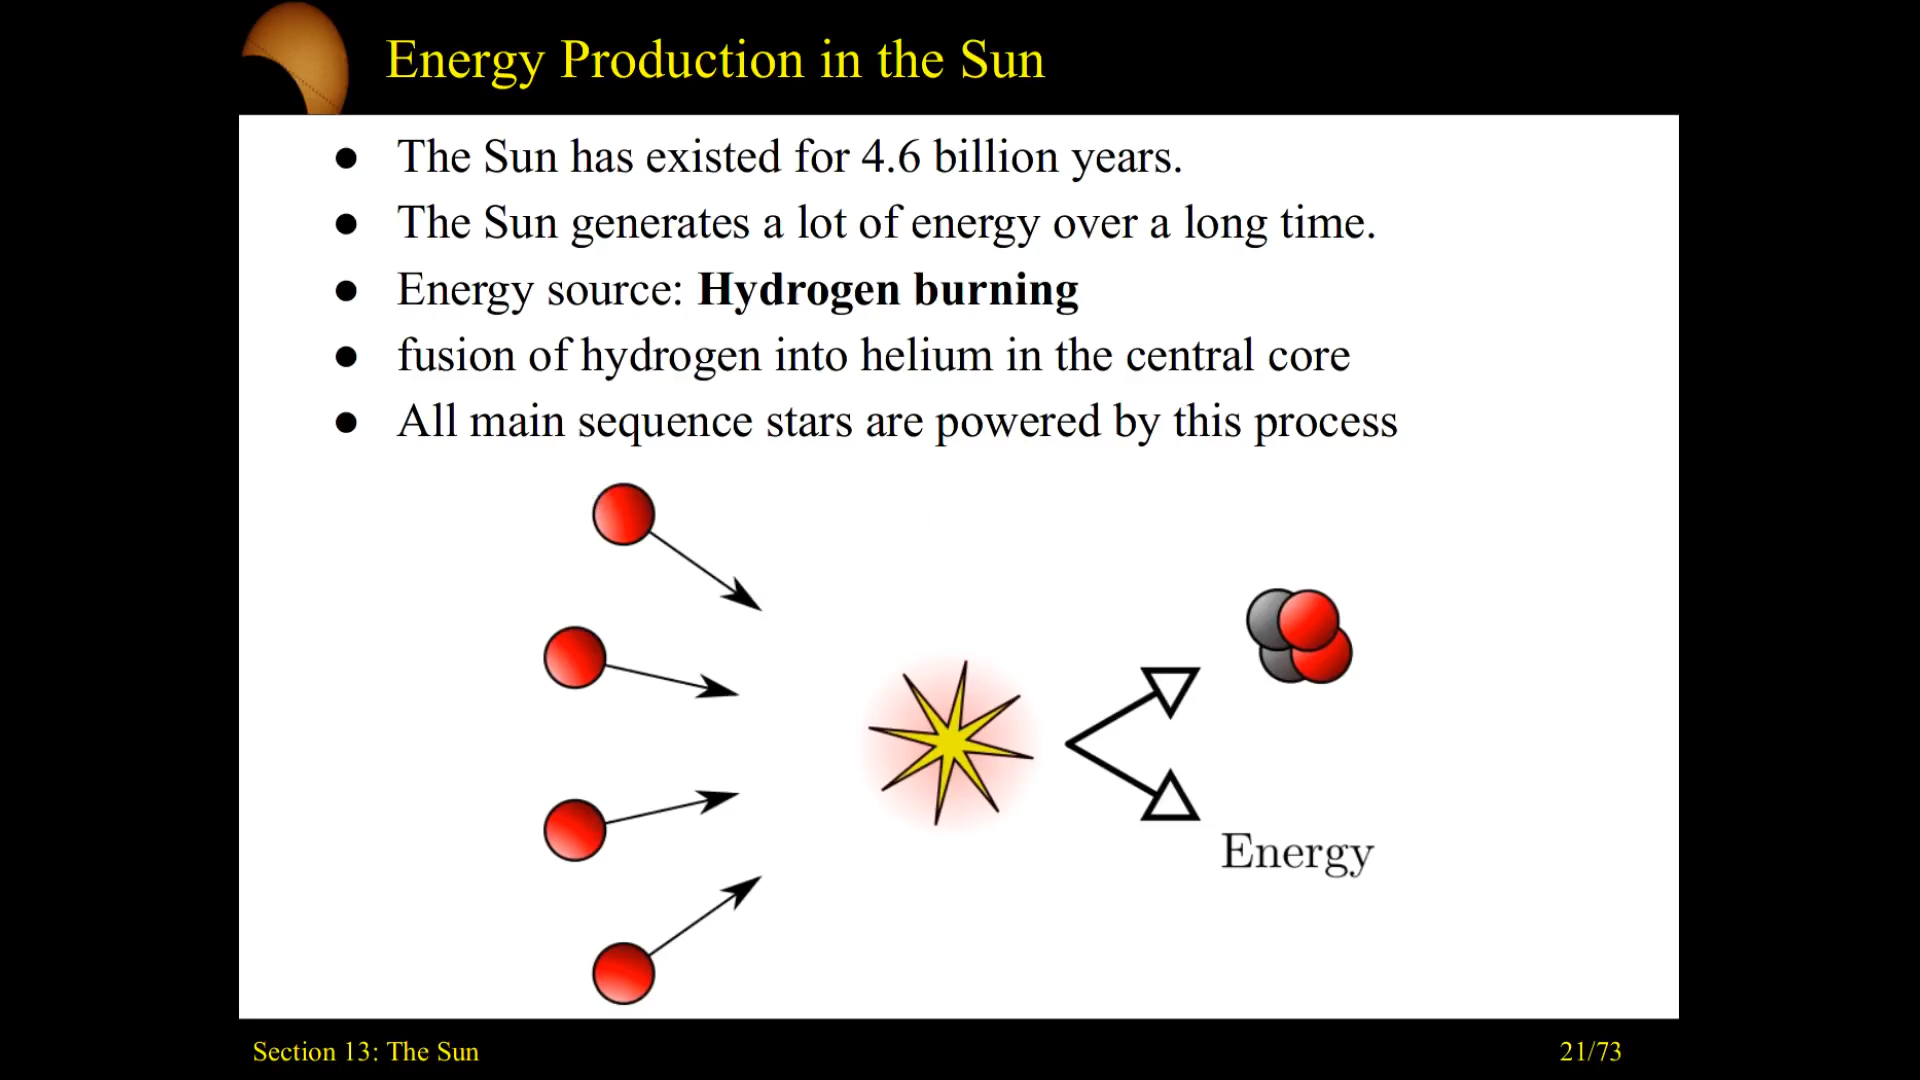 Energy Production in the Sun
● The Sun has existed for 4.6 billion years.
● The Sun generates a lot of energy over a long time.
● Energy source: Hydrogen burning
● fusion of hydrogen into helium in the central core
● All main sequence stars are powered by this process
Energy
Section 13: The Sun
21/73